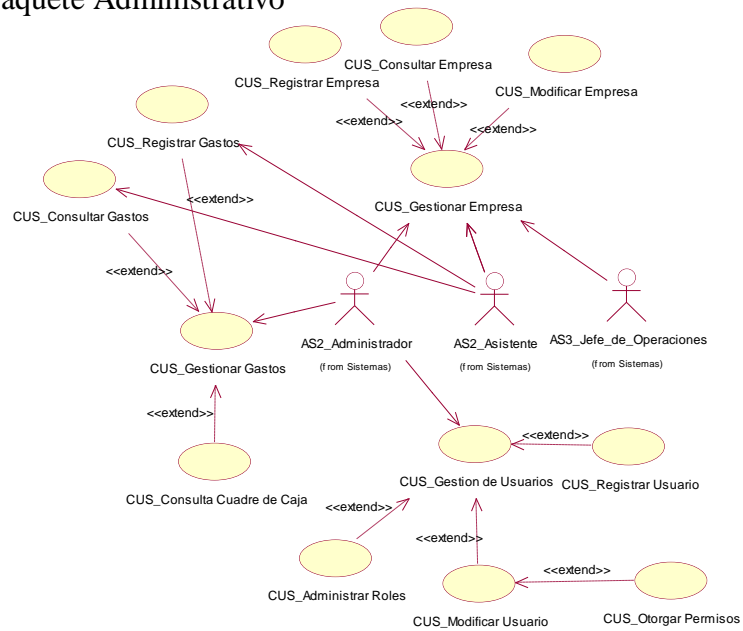 aquete Administrativo
CUS_Consultar Empresa
CUS_Registrar Empresa
CUS_Modificar Empresa
<<extend>>
<<extend>>
<<extend>>
CUS_Registrar Gastos
<<extend>>
CUS_Consultar Gastos
CUS_Gestionar Empresa
<<extend>>
AS2_Administrador
(from Sistemas)
AS2_Asistente
(from Sistemas)
AS3_Jefe_de_Operaciones
(from Sistemas)
CUS_Gestionar Gastos
<<extend>>
CUS_Consulta Cuadre de Caja
<<extend>>
CUS_Gestion de Usuarios
CUS_Registrar Usuario
<<extend>>
<<extend>>
<<extend>>
CUS_Administrar Roles
CUS_Modificar Usuario
CUS_Otorgar Permisos